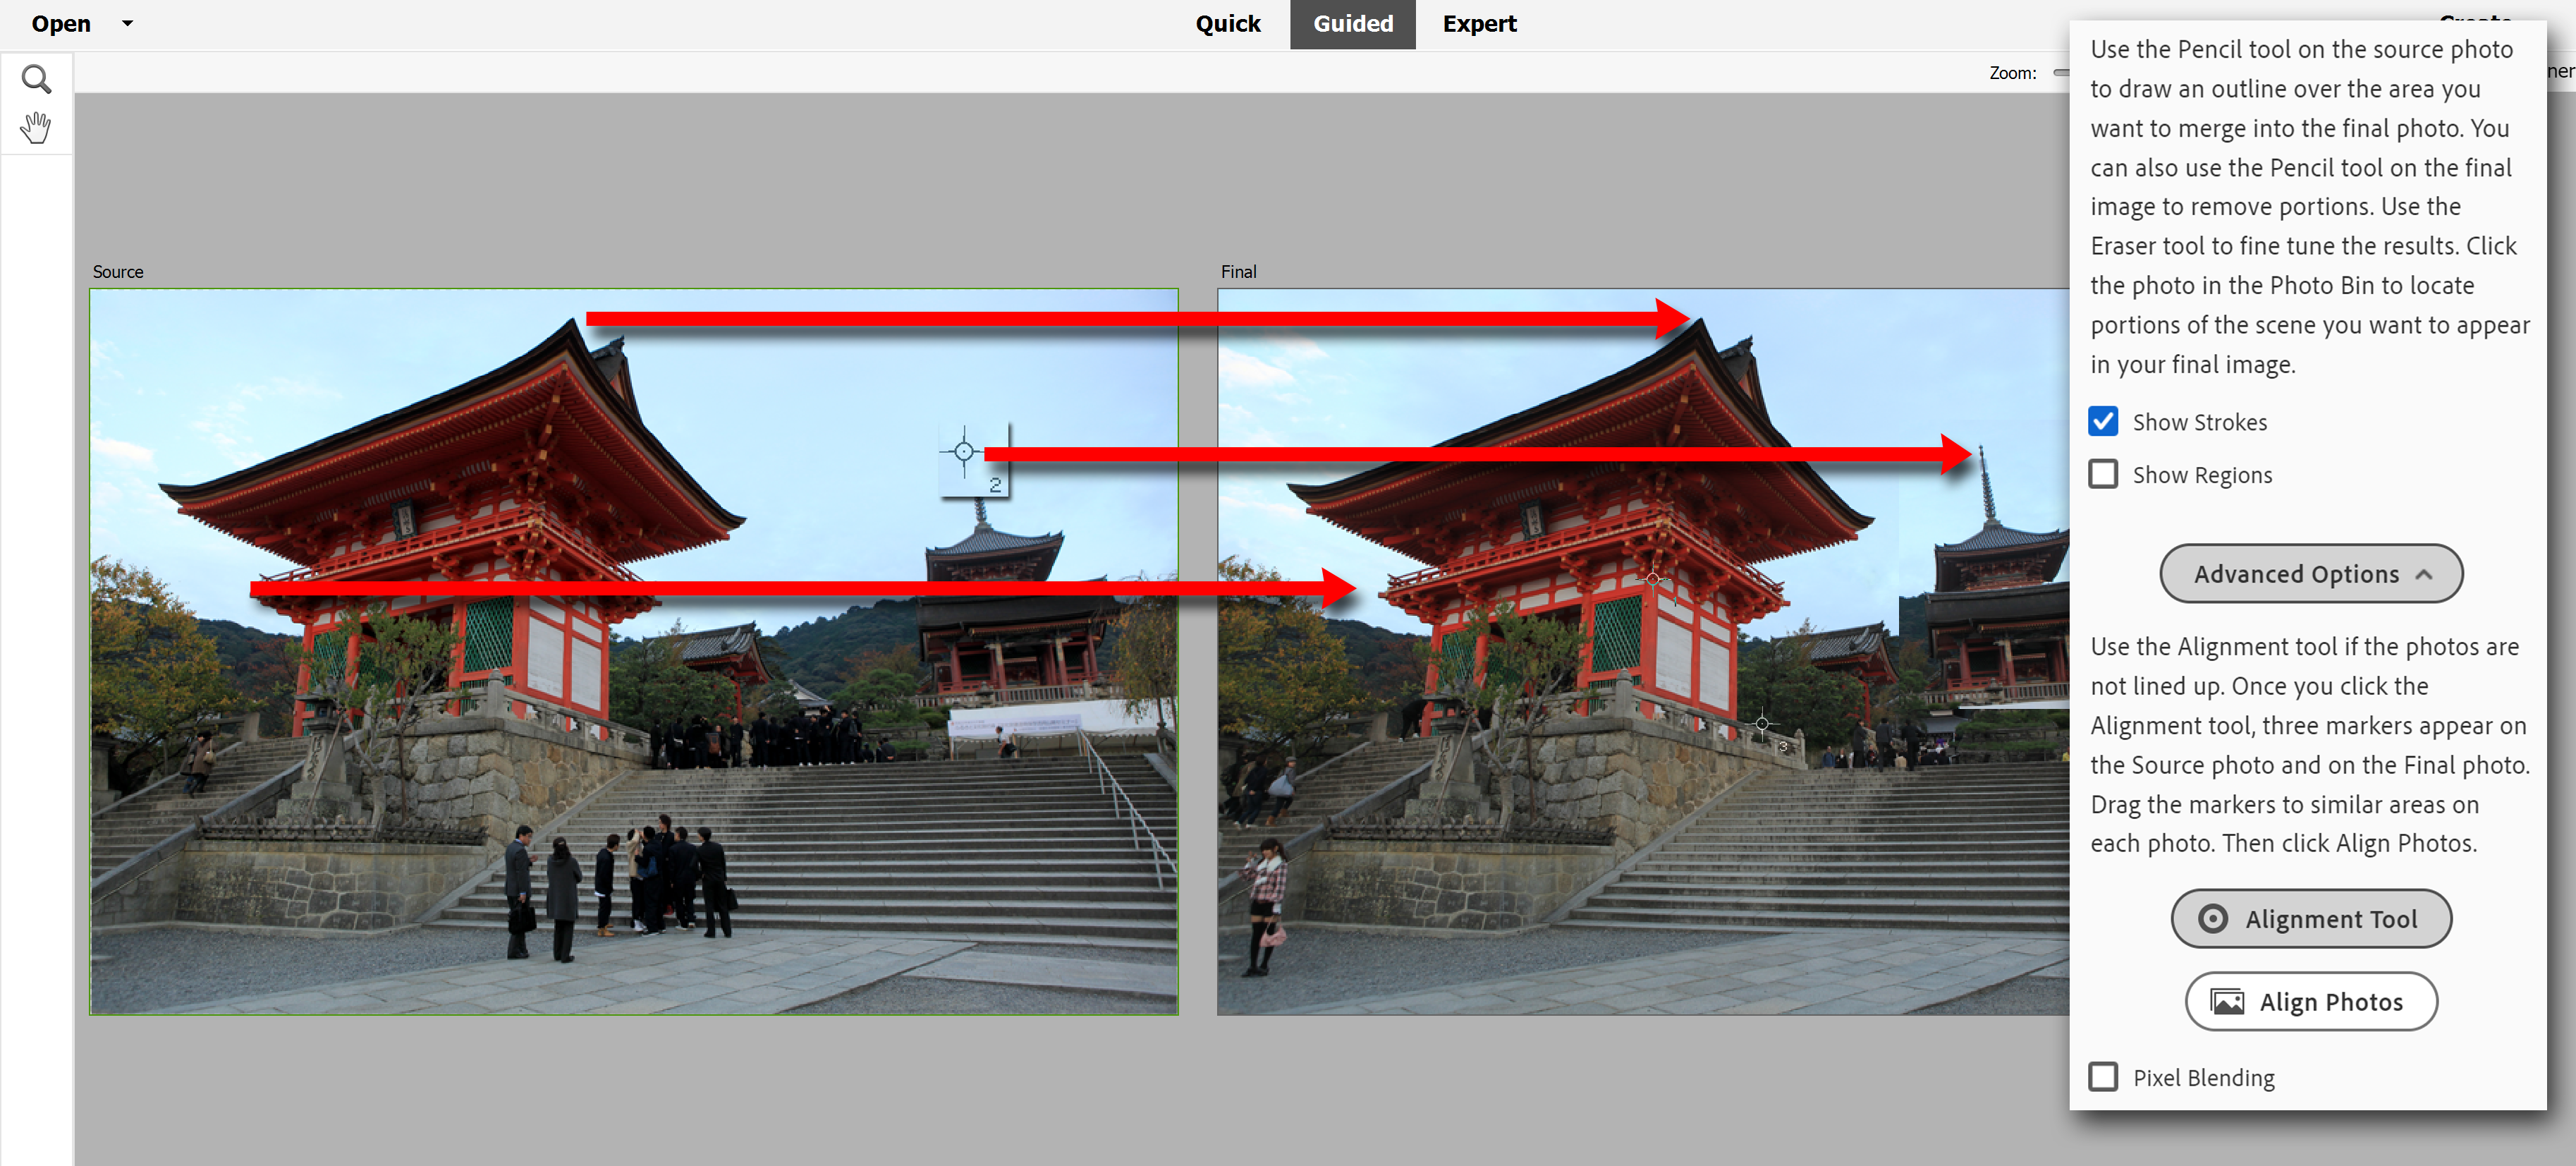 Open
Quick
Guided
Expert
Create
Zoom:
Source
Final
2
3
Use the Pencil tool on the source photo
to draw an outline over the area you
want to merge into the final photo. You
can also use the Pencil tool on the final
image to remove portions. Use the
Eraser tool to fine tune the results. Click
the photo in the Photo Bin to locate
portions of the scene you want to appear
in your final image.
Show Strokes
Show Regions
Advanced Options
Use the Alignment tool if the photos are
not lined up. Once you click the
Alignment tool, three markers appear on
the Source photo and on the Final photo.
Drag the markers to similar areas on
each photo. Then click Align Photos.
Alignment Tool
Align Photos
Pixel Blending